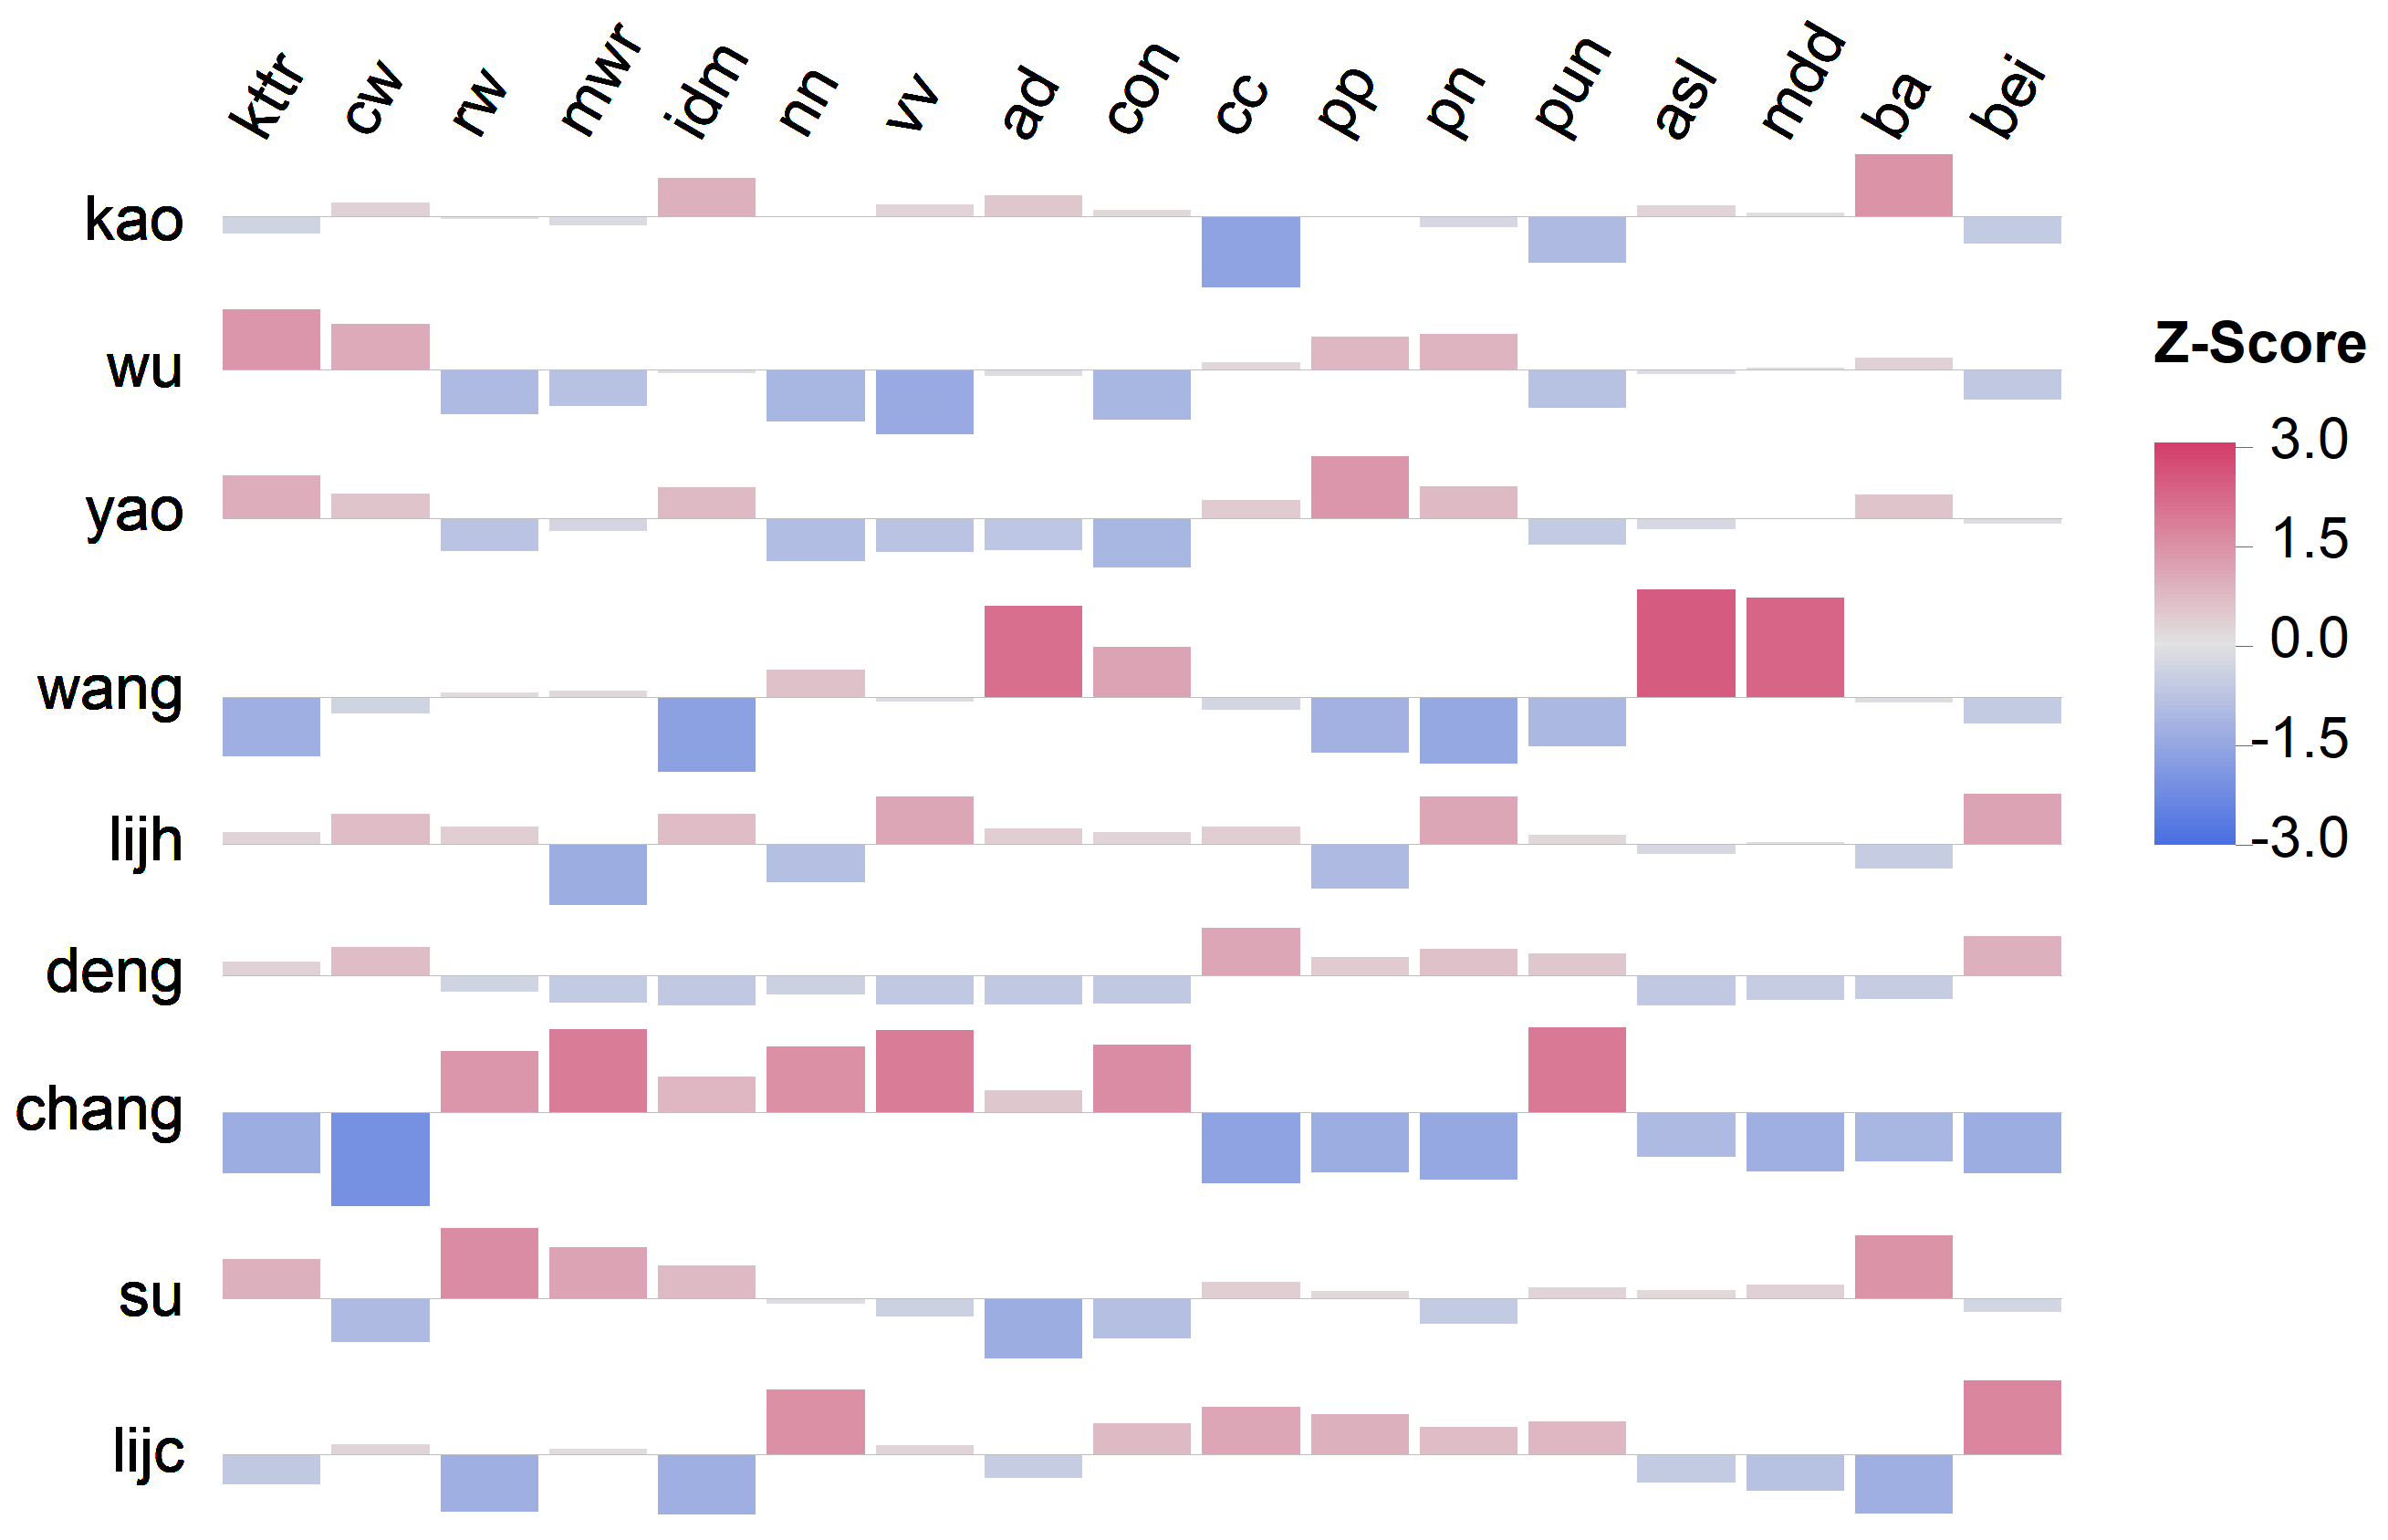 kttr cw rw mwr idm nn vv ad con cc pp pn pun asl mdd ba bei
kao
wu
yao
wang
lijh
deng
chang
su
lijc
Z-Score
3.0
1.5
0.0
-1.5
-3.0